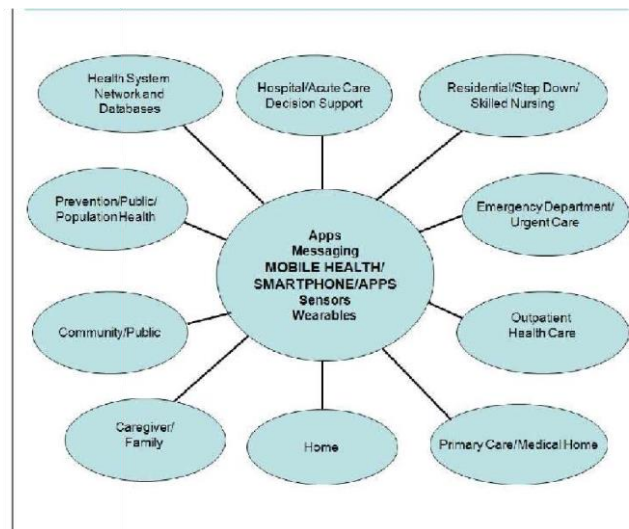 Health System
Network and
Databases
Hospital/Acute Care
Decision Support
Residential/Step Down/
Skilled Nursing
Prevention/Public/
Population Health
Emergency Department/
Urgent Care
Apps
Messaging
MOBILE HEALTH/
SMARTPHONE/APPS
Sensors
Wearables
Community/Public
Outpatient
Health Care
Caregiver/
Family
Home
Primary Care/Medical Home